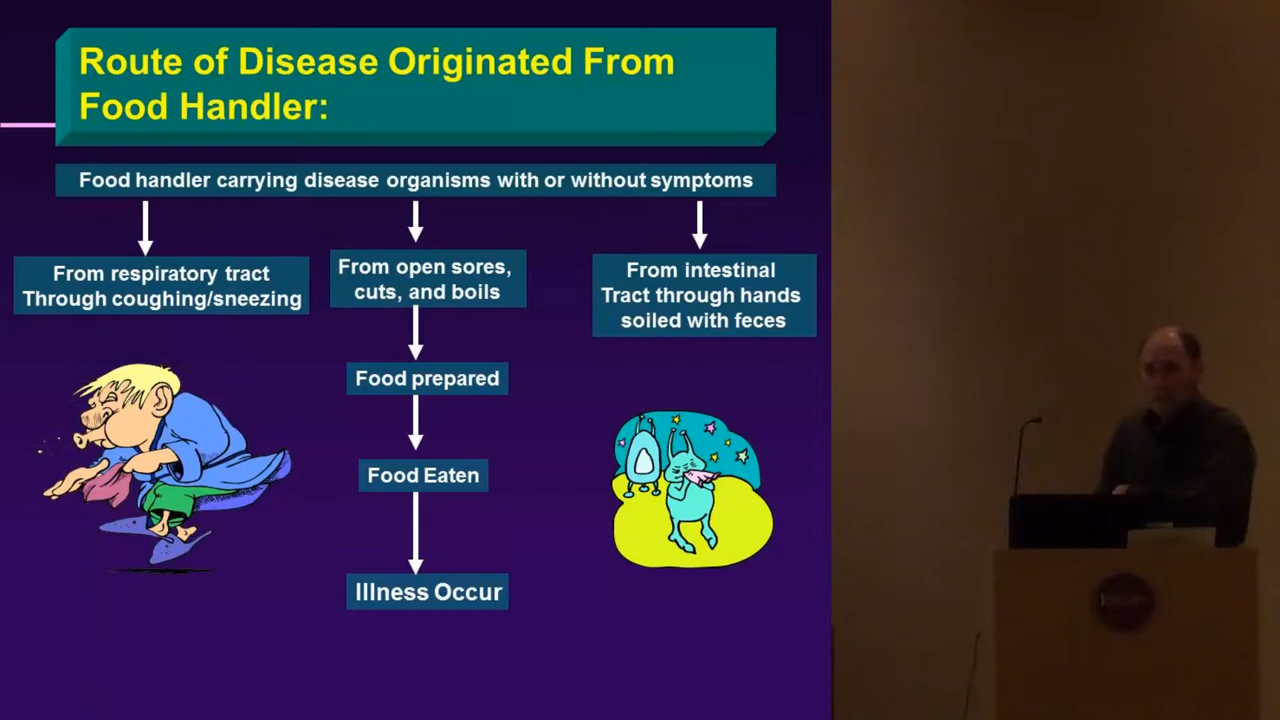 Route of Disease Originated From
Food Handler:
Food handler carrying disease organisms with or without symptoms
From respiratory tract
Through coughing/sneezing
From open sores,
cuts, and boils
From intestinal
Tract through hands
soiled with feces
Food prepared
Food Eaten
Illness Occur